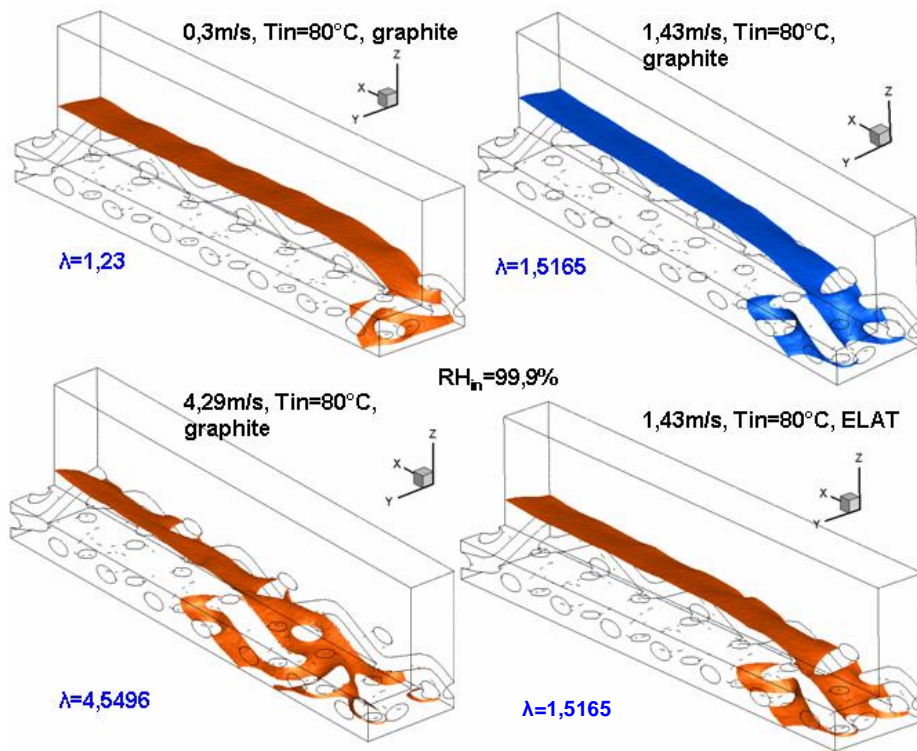 0,3m/s, Tin=80°C, graphite
Z
X
Y
λ=1,23
1,43m/s, Tin=80°C,
graphite
Z
X
Y
λ=1,5165
RHin=99,9%
4,29m/s, Tin=80°C,
graphite
Z
X
Y
λ=4,5496
1,43m/s, Tin=80°C, ELAT
Z
X
Y
λ=1,5165